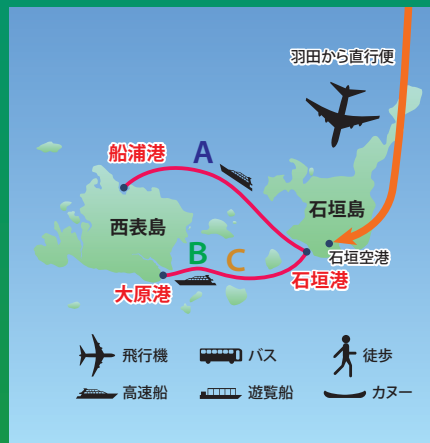 羽田から直行便
A
船浦港
石垣島
西表島
石垣空港
B
C
石垣港
大原港
飛行機
バス
徒歩
高速船
遊覧船
カヌー